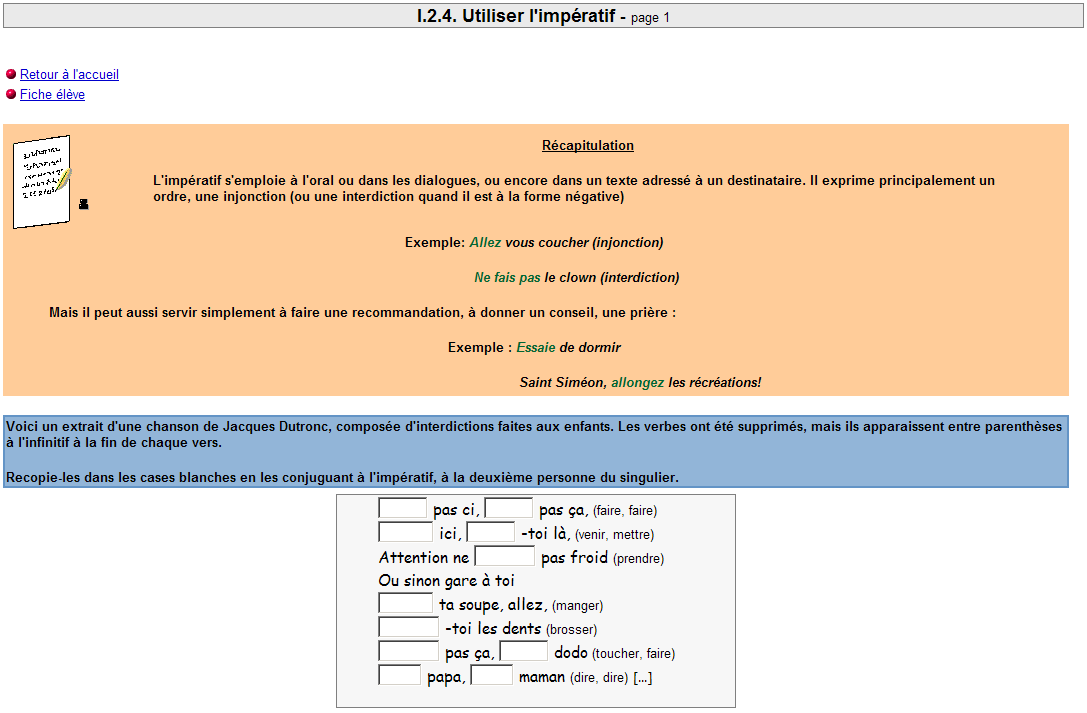 I.2.4. Utiliser l'impératif - page 1
Retour à l'accueil
Fiche élève
Récapitulation
L'impératif s'emploie à l'oral ou dans les dialogues, ou encore dans un texte adressé à un destinataire. Il exprime principalement un
ordre, une injonction (ou une interdiction quand il est à la forme négative)
Exemple: Allez vous coucher (injonction)
Ne fais pas le clown (interdiction)
Mais il peut aussi servir simplement à faire une recommandation, à donner un conseil, une prière :
Exemple : Essaie de dormir
Saint Siméon, allongez les récréations!
Voici un extrait d'une chanson de Jacques Dutronc, composée d'interdictions faites aux enfants. Les verbes ont été supprimés, mais ils apparaissent entre parenthèses
à l'infinitif à la fin de chaque vers.
Recopie-les dans les cases blanches en les conjuguant à l'impératif, à la deuxième personne du singulier.
pas ci, pas ça, (faire, faire)
ici, -toi là, (venir, mettre)
Attention ne pas froid (prendre)
Ou sinon gare à toi
ta soupe, allez, (manger)
-toi les dents (brosser)
pas ça, dodo (toucher, faire)
papa, maman (dire, dire) [...]